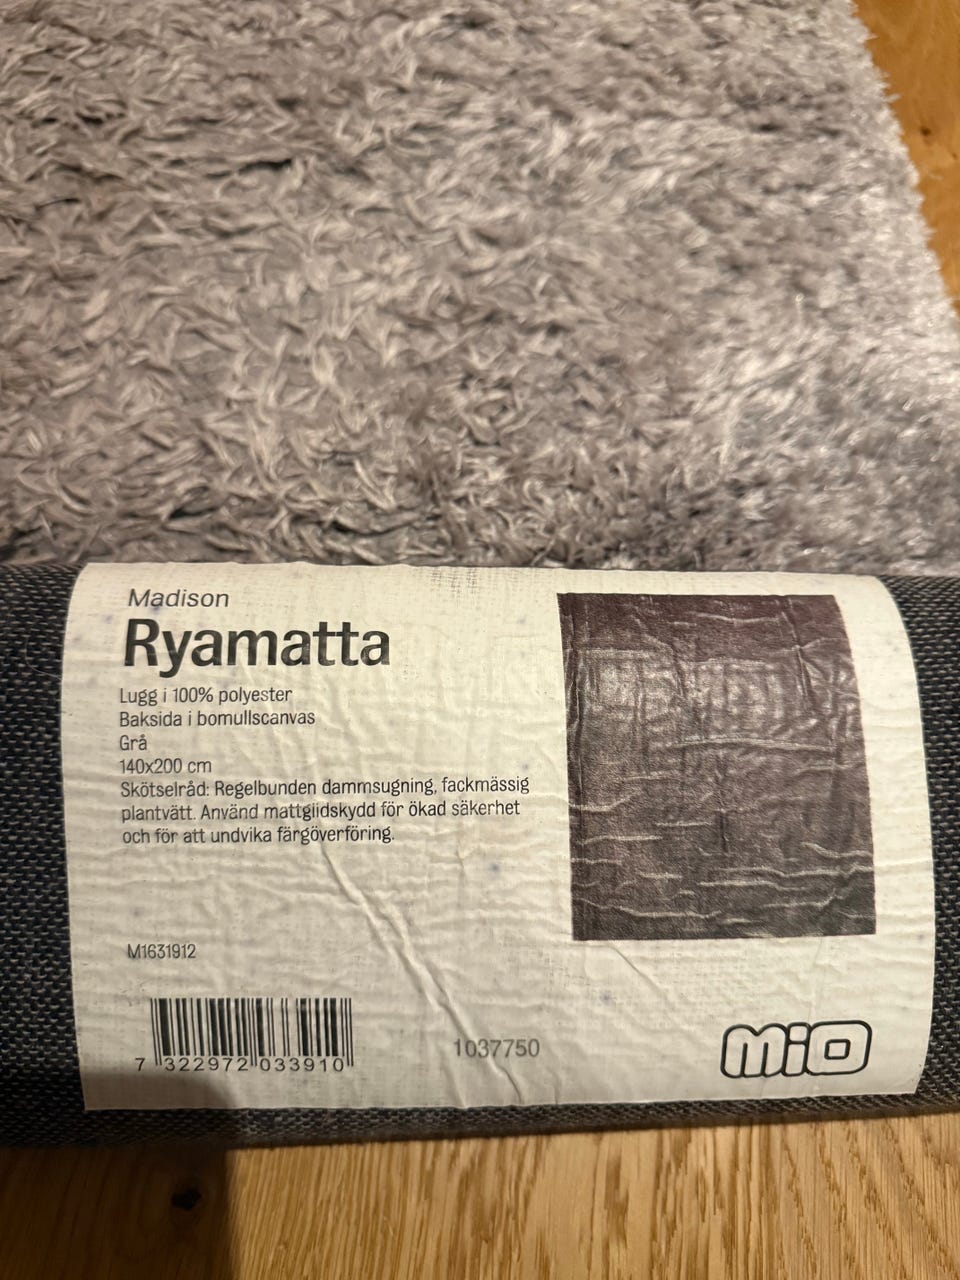 Madison
Ryamatta
Lugg i 100% polyester
Baksida i bomullscanvas
Grå
140x200 cm
Skötselråd: Regelbunden dammsugning, fackmässig
plantvätt. Använd mattglidskydd för ökad säkerhet
och för att undvika färgöverföring.
M1631912
7 322972 033910
1037750
mio